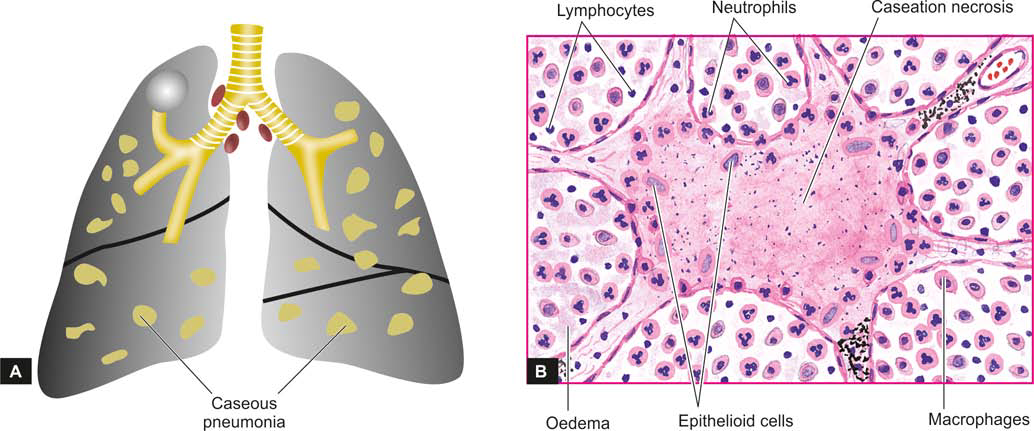 Lymphocytes
Neutrophils
Caseation necrosis
A
Caseous
pneumonia
B
Oedema
Epithelioid cells
Macrophages